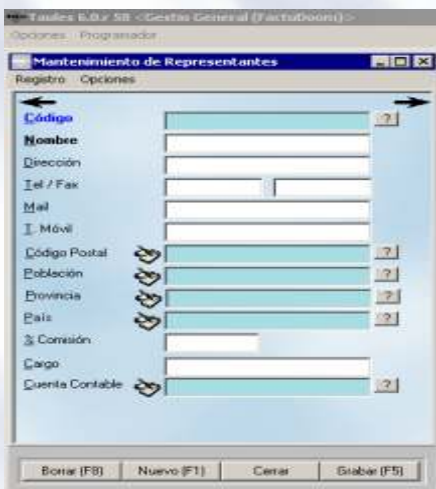 Taules 6.0.r 58 <Gestos General (FactuDoom)>
Opciones Programador
Mantenimiento de Representantes
Registro Opciones
Código ?
Nombre
Dirección
Tel / Fax
Mail
T. Móvil
Código Postal ?
Población ?
Provincia ?
País ?
% Comisión
Cargo
Cuenta Contable ?
Borrar (F8) Nuevo (F1) Cerrar Grabar (F5)